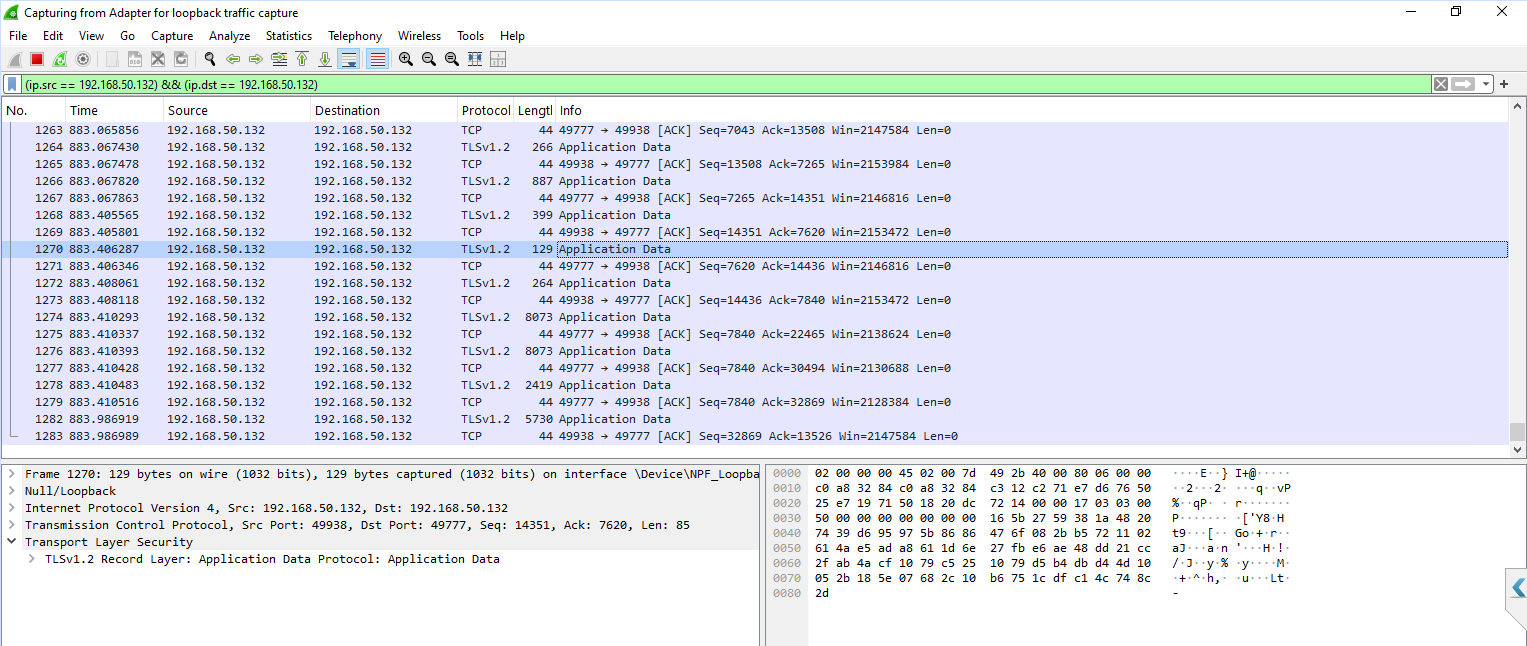 Capturing from Adapter for loopback traffic capture
File Edit View Go Capture Analyze Statistics Telephony Wireless Tools Help
(ip.src == 192.168.50.132) && (ip.dst == 192.168.50.132)
No. Time Source Destination Protocol Lengtl Info
1263 883.065856 192.168.50.132 192.168.50.132 TCP 44 49777 → 49938 [ACK] Seq=7043 Ack=13508 Win=2147584 Len=0
1264 883.067430 192.168.50.132 192.168.50.132 TLSv1.2 266 Application Data
1265 883.067478 192.168.50.132 192.168.50.132 TCP 44 49938 → 49777 [ACK] Seq=13508 Ack=7265 Win=2153984 Len=0
1266 883.067820 192.168.50.132 192.168.50.132 TLSv1.2 887 Application Data
1267 883.067863 192.168.50.132 192.168.50.132 TCP 44 49777 → 49938 [ACK] Seq=7265 Ack=14351 Win=2146816 Len=0
1268 883.405565 192.168.50.132 192.168.50.132 TLSv1.2 399 Application Data
1269 883.405801 192.168.50.132 192.168.50.132 TCP 44 49938 → 49777 [ACK] Seq=14351 Ack=7620 Win=2153472 Len=0
1270 883.406287 192.168.50.132 192.168.50.132 TLSv1.2 129 Application Data
1271 883.406346 192.168.50.132 192.168.50.132 TCP 44 49777 → 49938 [ACK] Seq=7620 Ack=14436 Win=2146816 Len=0
1272 883.408061 192.168.50.132 192.168.50.132 TLSv1.2 264 Application Data
1273 883.408118 192.168.50.132 192.168.50.132 TCP 44 49938 → 49777 [ACK] Seq=14436 Ack=7840 Win=2153472 Len=0
1274 883.410293 192.168.50.132 192.168.50.132 TLSv1.2 8073 Application Data
1275 883.410337 192.168.50.132 192.168.50.132 TCP 44 49777 → 49938 [ACK] Seq=7840 Ack=22465 Win=2138624 Len=0
1276 883.410393 192.168.50.132 192.168.50.132 TLSv1.2 8073 Application Data
1277 883.410428 192.168.50.132 192.168.50.132 TCP 44 49777 → 49938 [ACK] Seq=7840 Ack=30494 Win=2130688 Len=0
1278 883.410483 192.168.50.132 192.168.50.132 TLSv1.2 2419 Application Data
1279 883.410516 192.168.50.132 192.168.50.132 TCP 44 49777 → 49938 [ACK] Seq=7840 Ack=32869 Win=2128384 Len=0
1282 883.986919 192.168.50.132 192.168.50.132 TLSv1.2 5730 Application Data
1283 883.986989 192.168.50.132 192.168.50.132 TCP 44 49938 → 49777 [ACK] Seq=32869 Ack=13526 Win=2147584 Len=0
Frame 1270: 129 bytes on wire (1032 bits), 129 bytes captured (1032 bits) on interface \Device\NPF_Loopba
Null/Loopback
Internet Protocol Version 4, Src: 192.168.50.132, Dst: 192.168.50.132
Transmission Control Protocol, Src Port: 49938, Dst Port: 49777, Seq: 14351, Ack: 7620, Len: 85
Transport Layer Security
TLSv1.2 Record Layer: Application Data Protocol: Application Data
0000 02 00 00 00 45 02 00 7d 49 2b 40 00 80 06 00 00 ····E··} I+@·····
0010 c0 a8 32 84 c0 a8 32 84 c3 12 c2 71 e7 d6 76 50 ··2···2· ···q··vP
0020 25 e7 19 71 50 18 20 dc 72 14 00 00 17 03 03 00 %··qP· · r·······
0030 50 00 00 00 00 00 00 00 16 5b 27 59 38 1a 48 20 P······· ·['Y8·H
0040 74 39 d6 95 97 5b 86 86 47 6f 08 2b b5 72 11 02 t9···[·· Go·+·r··
0050 61 4a e5 ad a8 61 1d 6e 27 fb e6 ae 48 dd 21 cc aJ···a·n '···H·!·
0060 2f ab 4a cf 10 79 c5 25 10 79 d5 b4 db d4 4d 10 /·J··y·% ·y····M·
0070 05 2b 18 5e 07 68 2c 10 b6 75 1c df c1 4c 74 8c ·+·^·h,· ·u···Lt·
0080 2d -